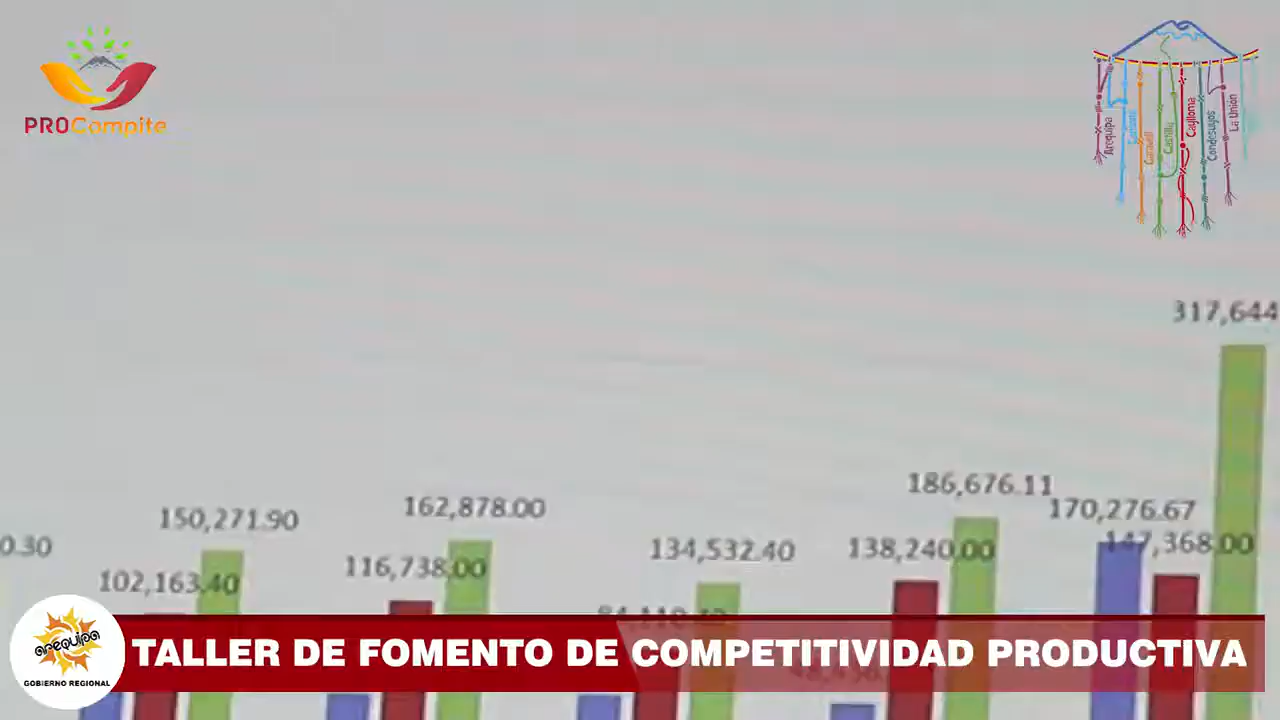 PROCompite
Arequipa
Caravelí
Castilla
Caylloma
Condesuyos
La Unión
317,644
186,676.11
170,276.67
162,878.00
150,271.90
0.30
134,532.40
138,240.00
147,368.00
116,738.00
102,163.40
arequipa
GOBIERNO REGIONAL
TALLER DE FOMENTO DE COMPETITIVIDAD PRODUCTIVA